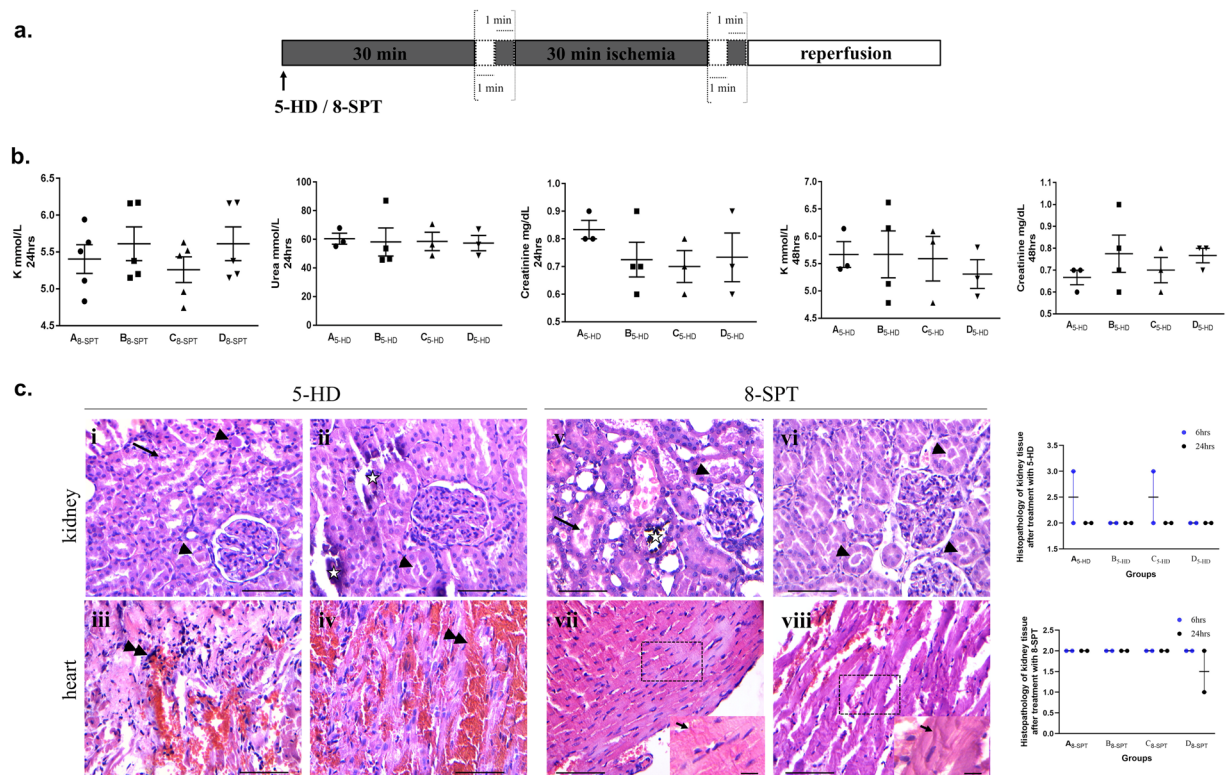 a.
1 min
1 min
30 min
30 min ischemia
reperfusion
1 min
1 min
5-HD / 8-SPT
b.
K mmol/L
24hrs
6.5
6.0
5.5
5.0
4.5
A8-SPT
B8-SPT
C8-SPT
D8-SPT
Urea mmol/L
24hrs
100
80
60
40
20
0
A5-HD
B5-HD
C5-HD
D5-HD
Creatinine mg/dL
24hrs
1.0
0.9
0.8
0.7
0.6
0.5
A5-HD
B5-HD
C5-HD
D5-HD
K mmol/L
48hrs
7.0
6.5
6.0
5.5
5.0
4.5
A5-HD
B5-HD
C5-HD
D5-HD
Creatinine mg/dL
48hrs
1.1
1.0
0.9
0.8
0.7
0.6
0.5
A5-HD
B5-HD
C5-HD
D5-HD
c.
5-HD
8-SPT
kidney
i
ii
v
vi
heart
iii
iv
vii
viii
Histopathology of kidney tissue
after treatment with 5-HD
6hrs
24hrs
3.5
3.0
2.5
2.0
1.5
A5-HD
B5-HD
C5-HD
D5-HD
Groups
Histopathology of kidney tissue
after treatment with 8-SPT
6hrs
24hrs
2.5
2.0
1.5
1.0
0.5
0.0
A8-SPT
B8-SPT
C8-SPT
D8-SPT
Groups